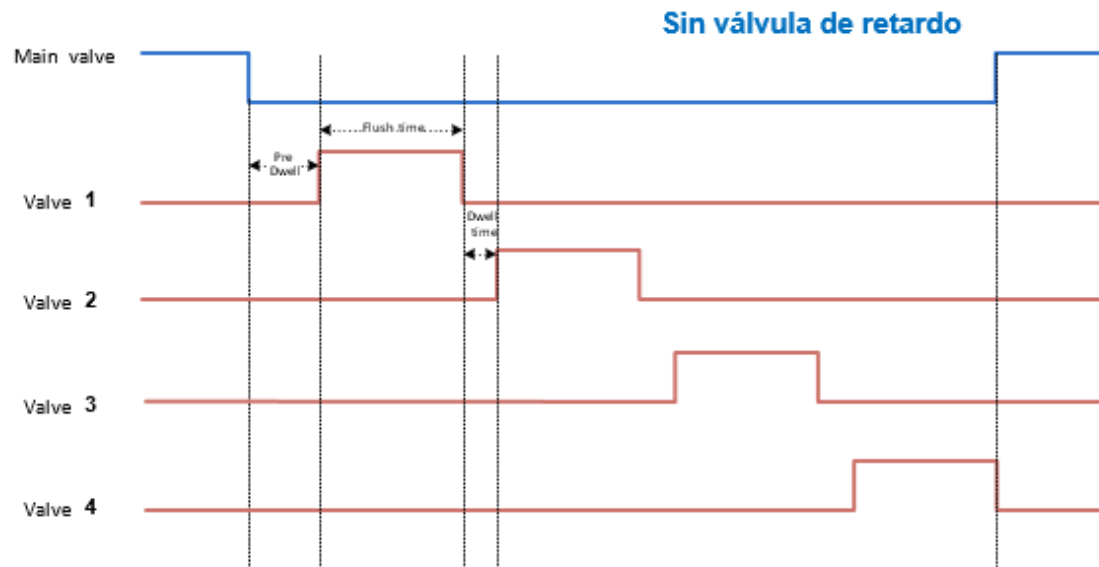 Sin válvula de retardo
Main valve
Flush time
Pre
Dwell
Valve 1
Dwell
time
Valve 2
Valve 3
Valve 4